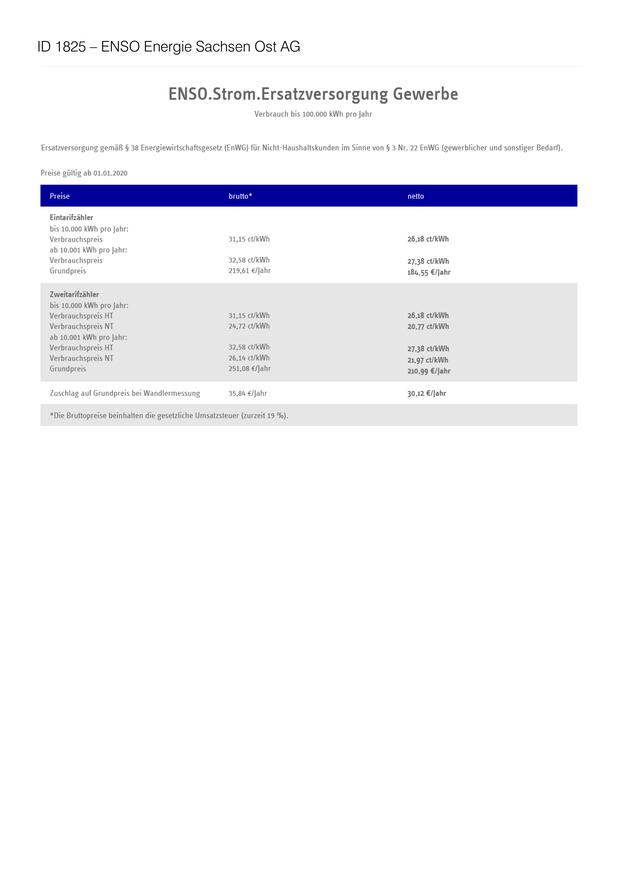 ID 1825 – ENSO Energie Sachsen Ost AG
ENSO.Strom.Ersatzversorgung Gewerbe
Verbrauch bis 100.000 kWh pro Jahr
Ersatzversorgung gemäß § 38 Energiewirtschaftsgesetz (EnWG) für Nicht-Haushaltskunden im Sinne von § 3 Nr. 22 EnWG (gewerblicher und sonstiger Bedarf).
Preise gültig ab 01.01.2020
Preise brutto* netto
Eintarifzähler
bis 10.000 kWh pro Jahr:
Verbrauchspreis 31,15 ct/kWh 26,18 ct/kWh
ab 10.001 kWh pro Jahr:
Verbrauchspreis 32,58 ct/kWh 27,38 ct/kWh
Grundpreis 219,61 €/Jahr 184,55 €/Jahr
Zweitarifzähler
bis 10.000 kWh pro Jahr:
Verbrauchspreis HT 31,15 ct/kWh 26,18 ct/kWh
Verbrauchspreis NT 24,72 ct/kWh 20,77 ct/kWh
ab 10.001 kWh pro Jahr:
Verbrauchspreis HT 32,58 ct/kWh 27,38 ct/kWh
Verbrauchspreis NT 26,14 ct/kWh 21,97 ct/kWh
Grundpreis 251,08 €/Jahr 210,99 €/Jahr
Zuschlag auf Grundpreis bei Wandlermessung 35,84 €/Jahr 30,12 €/Jahr
*Die Bruttopreise beinhalten die gesetzliche Umsatzsteuer (zurzeit 19 %).